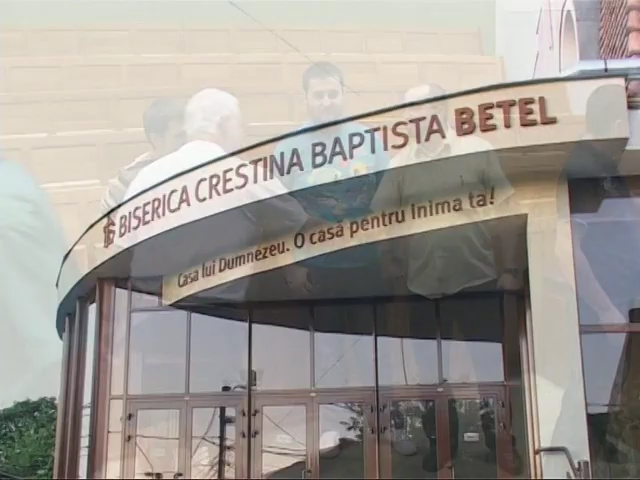 BISERICA CRESTINA BAPTISTA BETEL
Casa lui Dumnezeu. O casă pentru inima ta!